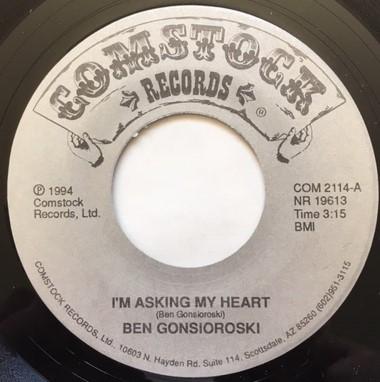 COMSTOCK
RECORDS ®
℗ 1994
Comstock
Records, Ltd.
COM 2114-A
NR 19613
Time 3:15
BMI
I'M ASKING MY HEART
(Ben Gonsioroski)
BEN GONSIOROSKI
COMSTOCK RECORDS, LTD. 10603 N. Hayden Rd. Suite 114, Scottsdale, AZ 85260 (602)951-3115